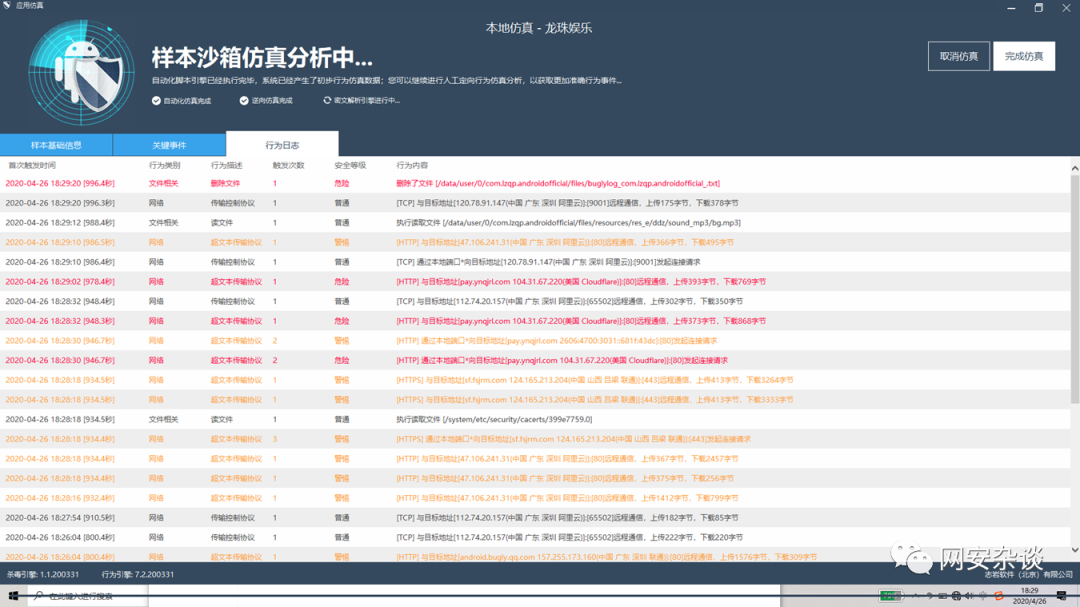 应用仿真
本地仿真 - 龙珠娱乐
样本沙箱仿真分析中...
自动化脚本引擎已经执行完毕，系统已经产生了初步行为仿真数据；您可以继续进行人工定向行为仿真分析，以获取更加准确行为事件...
自动化仿真完成 逆向仿真完成 密文解析引擎进行中...
取消仿真 完成仿真
样本基础信息 关键事件 行为日志
首次触发时间 行为类别 行为描述 触发次数 安全等级 行为内容
2020-04-26 18:29:20 [996.4秒] 文件相关 删除文件 1 危险 删除了文件 [/data/user/0/com.lzqp.androidofficial/files/buglylog_com.lzqp.androidofficial_.txt]
2020-04-26 18:29:20 [996.3秒] 网络 传输控制协议 1 普通 [TCP] 与目标地址[120.78.91.147(中国 广东 深圳 阿里云)]:[9001]远程通信，上传175字节，下载378字节
2020-04-26 18:29:12 [988.4秒] 文件相关 读文件 1 普通 执行读取文件 [/data/user/0/com.lzqp.androidofficial/files/resources/res_e/ddz/sound_mp3/bg.mp3]
2020-04-26 18:29:10 [986.5秒] 网络 超文本传输协议 1 警惕 [HTTP] 与目标地址[47.106.241.31(中国 广东 深圳 阿里云)]:[80]远程通信，上传366字节，下载495字节
2020-04-26 18:29:10 [986.4秒] 网络 传输控制协议 1 普通 [TCP] 通过本地端口*向目标地址[120.78.91.147(中国 广东 深圳 阿里云)]:[9001]发起连接请求
2020-04-26 18:29:02 [978.4秒] 网络 超文本传输协议 1 危险 [HTTP] 与目标地址[pay.ynqjrl.com 104.31.67.220(美国 Cloudflare)]:[80]远程通信，上传393字节，下载769字节
2020-04-26 18:28:32 [948.4秒] 网络 传输控制协议 1 普通 [TCP] 与目标地址[112.74.20.157(中国 广东 深圳 阿里云)]:[65502]远程通信，上传302字节，下载350字节
2020-04-26 18:28:32 [948.3秒] 网络 超文本传输协议 1 危险 [HTTP] 与目标地址[pay.ynqjrl.com 104.31.67.220(美国 Cloudflare)]:[80]远程通信，上传373字节，下载868字节
2020-04-26 18:28:30 [946.7秒] 网络 超文本传输协议 2 警惕 [HTTP] 通过本地端口*向目标地址[pay.ynqjrl.com 2606:4700:3031::681f:43dc]:[80]发起连接请求
2020-04-26 18:28:30 [946.7秒] 网络 超文本传输协议 2 危险 [HTTP] 通过本地端口*向目标地址[pay.ynqjrl.com 104.31.67.220(美国 Cloudflare)]:[80]发起连接请求
2020-04-26 18:28:18 [934.5秒] 网络 超文本传输协议 1 警惕 [HTTPS] 与目标地址[sf.fsjrm.com 124.165.213.204(中国 山西 吕梁 联通)]:[443]远程通信，上传413字节，下载3264字节
2020-04-26 18:28:18 [934.5秒] 网络 超文本传输协议 1 警惕 [HTTPS] 与目标地址[sf.fsjrm.com 124.165.213.204(中国 山西 吕梁 联通)]:[443]远程通信，上传413字节，下载3333字节
2020-04-26 18:28:18 [934.5秒] 文件相关 读文件 1 普通 执行读取文件 [/system/etc/security/cacerts/399e7759.0]
2020-04-26 18:28:18 [934.4秒] 网络 超文本传输协议 3 警惕 [HTTPS] 通过本地端口*向目标地址[sf.fsjrm.com 124.165.213.204(中国 山西 吕梁 联通)]:[443]发起连接请求
2020-04-26 18:28:18 [934.4秒] 网络 超文本传输协议 1 警惕 [HTTP] 与目标地址[47.106.241.31(中国 广东 深圳 阿里云)]:[80]远程通信，上传367字节，下载2457字节
2020-04-26 18:28:18 [934.4秒] 网络 超文本传输协议 1 警惕 [HTTP] 与目标地址[47.106.241.31(中国 广东 深圳 阿里云)]:[80]远程通信，上传375字节，下载256字节
2020-04-26 18:28:16 [932.4秒] 网络 超文本传输协议 1 警惕 [HTTP] 与目标地址[47.106.241.31(中国 广东 深圳 阿里云)]:[80]远程通信，上传1412字节，下载799字节
2020-04-26 18:27:54 [910.5秒] 网络 传输控制协议 1 普通 [TCP] 与目标地址[112.74.20.157(中国 广东 深圳 阿里云)]:[65502]远程通信，上传182字节，下载85字节
2020-04-26 18:26:04 [800.4秒] 网络 传输控制协议 1 普通 [TCP] 与目标地址[112.74.20.157(中国 广东 深圳 阿里云)]:[65502]远程通信，上传222字节，下载220字节
2020-04-26 18:26:04 [800.4秒] 网络 超文本传输协议 1 警惕 [HTTP] 与目标地址[android.bugly.qq.com 157.255.173.160(中国 广东 深圳 联通)]:[80]远程通信，上传1576字节，下载309字节
网安杂谈
杀毒引擎: 1.1.200331 行为引擎: 7.2.200331 志岩软件（北京）有限公司
在此键入进行搜索
18:29
2020/4/26